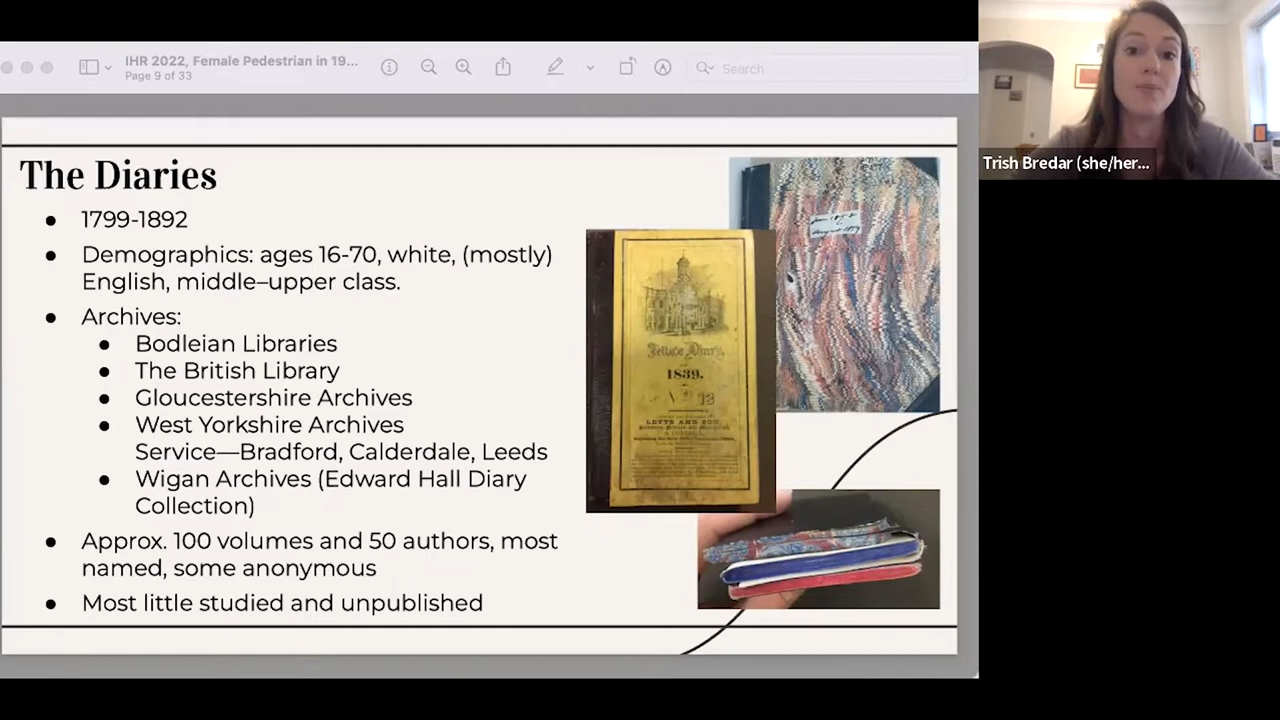 IHR 2022, Female Pedestrian in 19...
Page 9 of 33
Search
The Diaries
• 1799-1892
• Demographics: ages 16-70, white, (mostly)
English, middle–upper class.
• Archives:
• Bodleian Libraries
• The British Library
• Gloucestershire Archives
• West Yorkshire Archives
Service—Bradford, Calderdale, Leeds
• Wigan Archives (Edward Hall Diary
Collection)
• Approx. 100 volumes and 50 authors, most
named, some anonymous
• Most little studied and unpublished
Diary,
1839.
LETTS AND SON,
Trish Bredar (she/her...